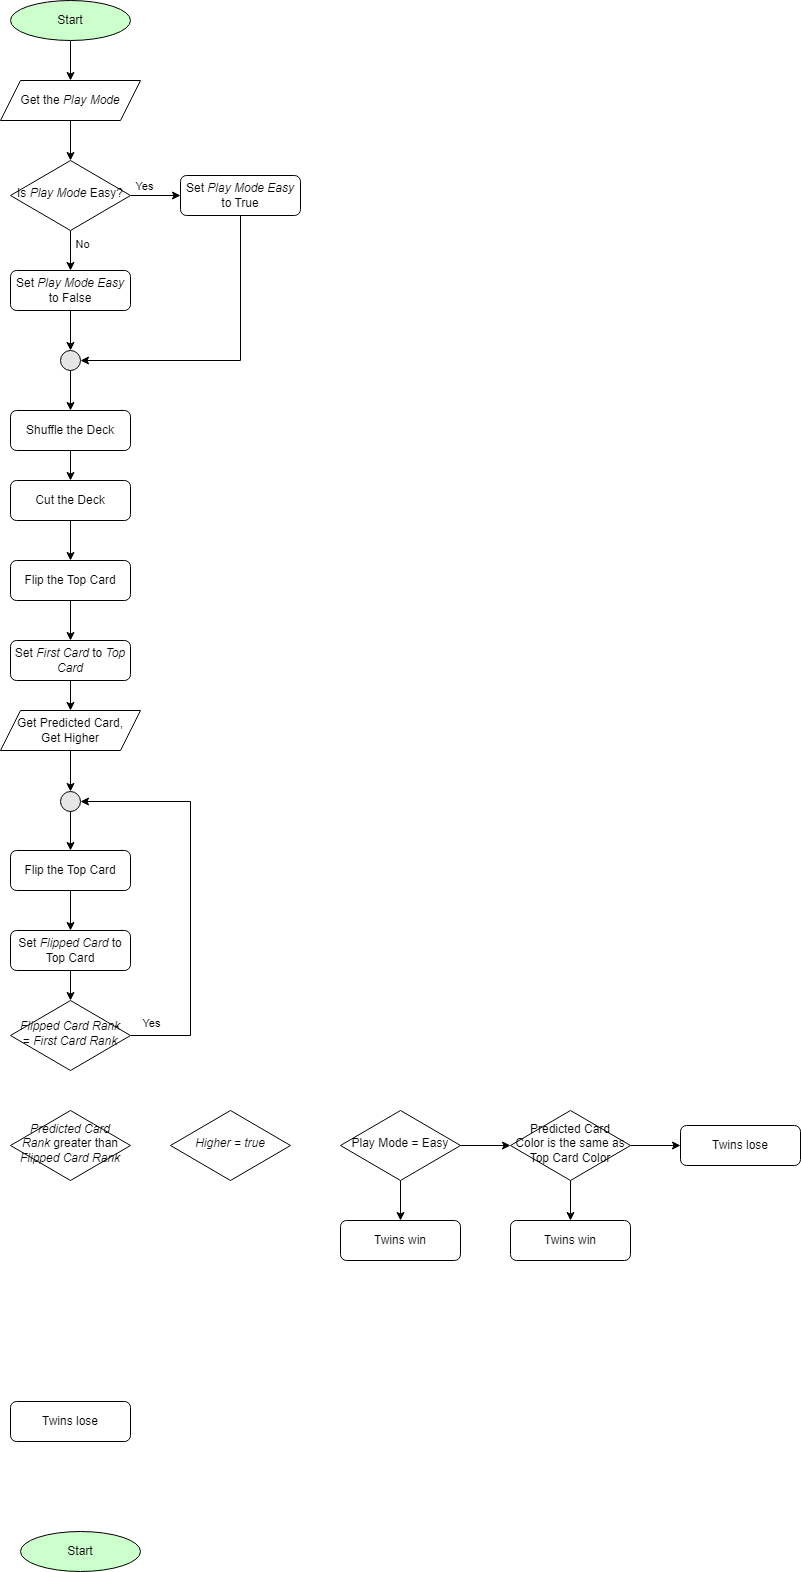 Start
Get the Play Mode
Is Play Mode Easy?
Yes
Set Play Mode Easy
to True
No
Set Play Mode Easy
to False
Shuffle the Deck
Cut the Deck
Flip the Top Card
Set First Card to Top
Card
Get Predicted Card,
Get Higher
Flip the Top Card
Set Flipped Card to
Top Card
Flipped Card Rank
= First Card Rank
Yes
Predicted Card
Rank greater than
Flipped Card Rank
Higher = true
Play Mode = Easy
Predicted Card
Color is the same as
Top Card Color
Twins lose
Twins win
Twins win
Twins lose
Start